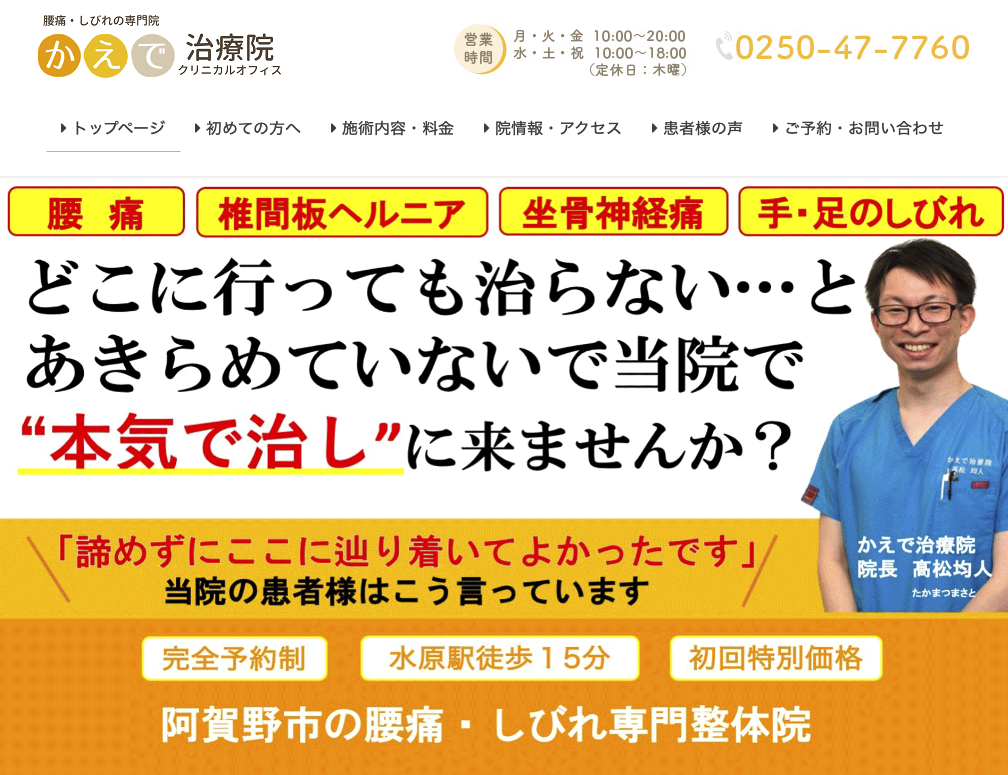 腰痛・しびれの専門院
かえで 治療院
クリニカルオフィス
営業
時間
月・火・金 10:00〜20:00
水・土・祝 10:00〜18:00
（定休日：木曜）
0250-47-7760
トップページ
初めての方へ
施術内容・料金
院情報・アクセス
患者様の声
ご予約・お問い合わせ
腰 痛
椎間板ヘルニア
坐骨神経痛
手・足のしびれ
どこに行っても治らない…と
あきらめていないで当院で
“本気で治し”に来ませんか？
かえで治療院
髙松 均人
「諦めずにここに辿り着いてよかったです」
当院の患者様はこう言っています
かえで治療院
院長 髙松均人
たかまつまさと
完全予約制
水原駅徒歩１５分
初回特別価格
阿賀野市の腰痛・しびれ専門整体院